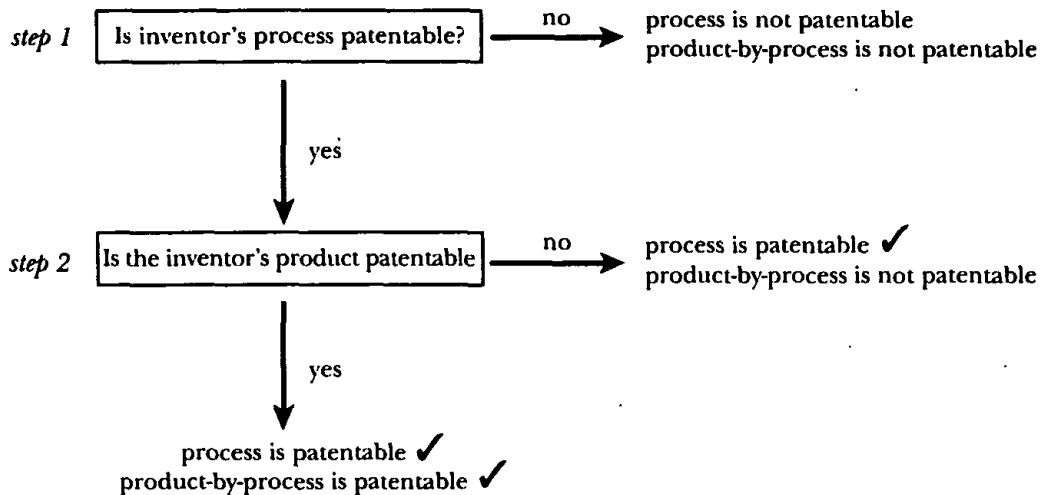 step 1
Is inventor's process patentable?
no
process is not patentable
product-by-process is not patentable
yes
step 2
Is the inventor's product patentable
no
process is patentable ✓
product-by-process is not patentable
yes
process is patentable ✓
product-by-process is patentable ✓